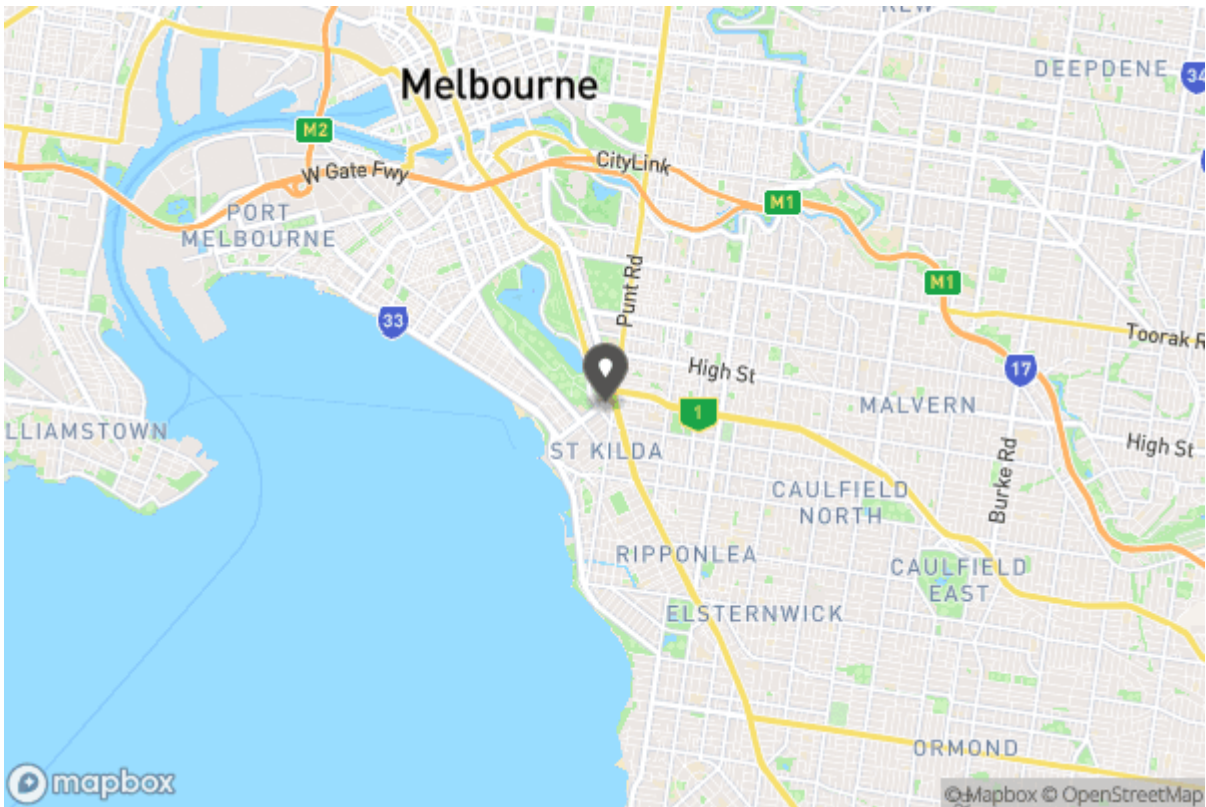 DEEPDENE
34
Melbourne
M2
CityLink
W Gate Fwy
M1
PORT
MELBOURNE
Punt Rd
M1
33
Toorak R
High St
17
MALVERN
1
LLIAMSTOWN
ST KILDA
High St
Burke Rd
CAULFIELD
NORTH
RIPPONLEA
CAULFIELD
EAST
ELSTERNWICK
ORMOND
mapbox
© Mapbox © OpenStreetMap